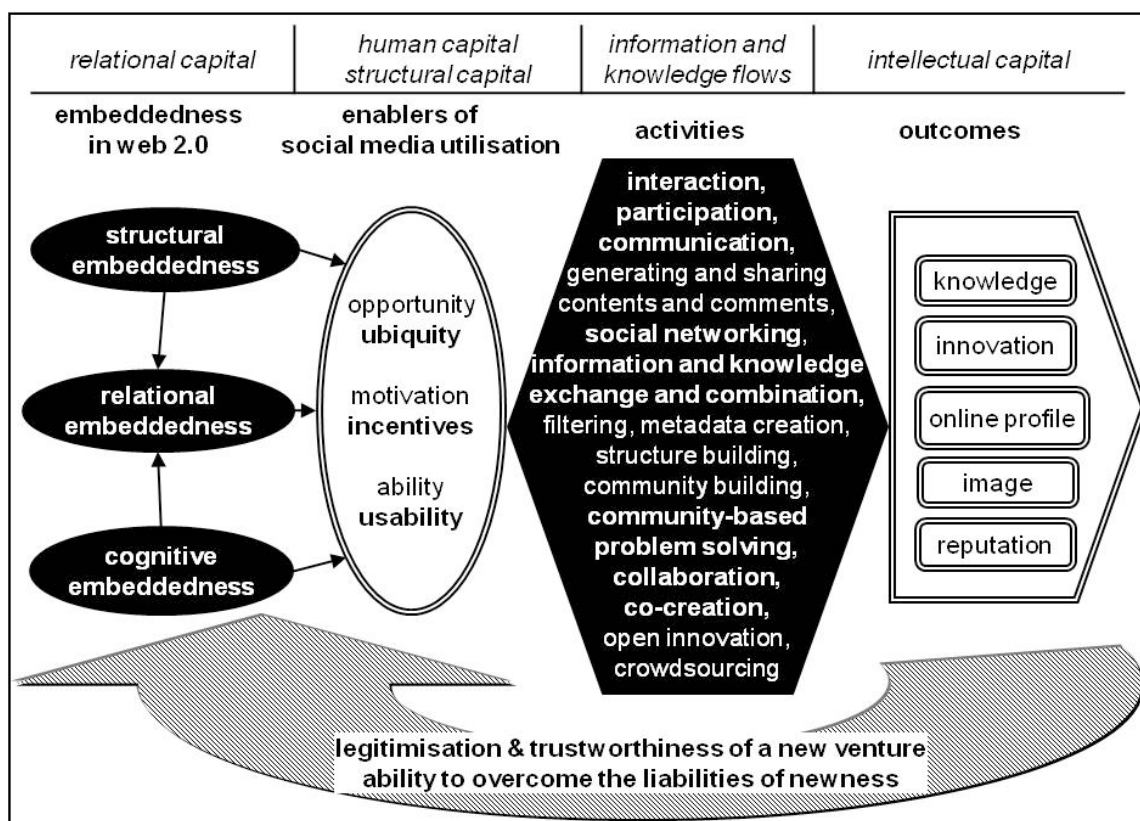 relational capital
human capital
structural capital
information and
knowledge flows
intellectual capital
embeddedness
in web 2.0
enablers of
social media utilisation
activities
outcomes
structural
embeddedness
relational
embeddedness
cognitive
embeddedness
opportunity
ubiquity
motivation
incentives
ability
usability
interaction,
participation,
communication,
generating and sharing
contents and comments,
social networking,
information and knowledge
exchange and combination,
filtering, metadata creation,
structure building,
community building,
community-based
problem solving,
collaboration,
co-creation,
open innovation,
crowdsourcing
knowledge
innovation
online profile
image
reputation
legitimisation & trustworthiness of a new venture
ability to overcome the liabilities of newness